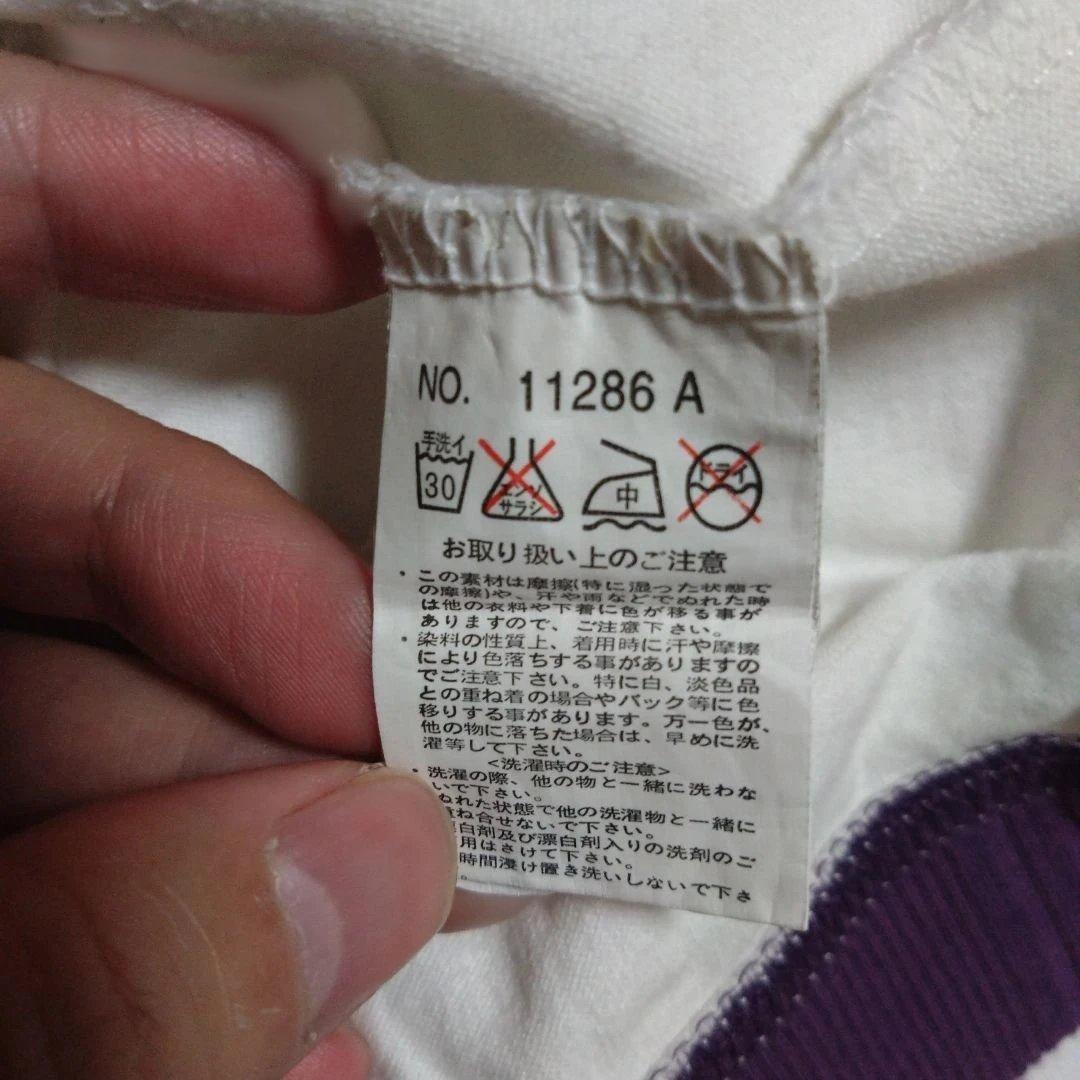 NO. 11286 A
手洗イ
30
エンソ
サラシ
中
ドライ
お取り扱い上のご注意
・この素材は摩擦(特に湿った状態で
の摩擦)や、汗や雨などでぬれた時
は他の衣料や下着に色が移る事が
ありますので、ご注意下さい。
・染料の性質上、着用時に汗や摩擦
により色落ちする事がありますの
でご注意下さい。特に白、淡色品
との重ね着の場合やバック等に色
移りする事があります。万一色が、
他の物に落ちた場合は、早めに洗
濯等して下さい。
<洗濯時のご注意>
・洗濯の際、他の物と一緒に洗わな
いで下さい。
ぬれた状態で他の洗濯物と一緒に
重ね合せないで下さい。
漂白剤及び漂白剤入りの洗剤のご
用はさけて下さい。
時間浸け置き洗いしないで下さ
。